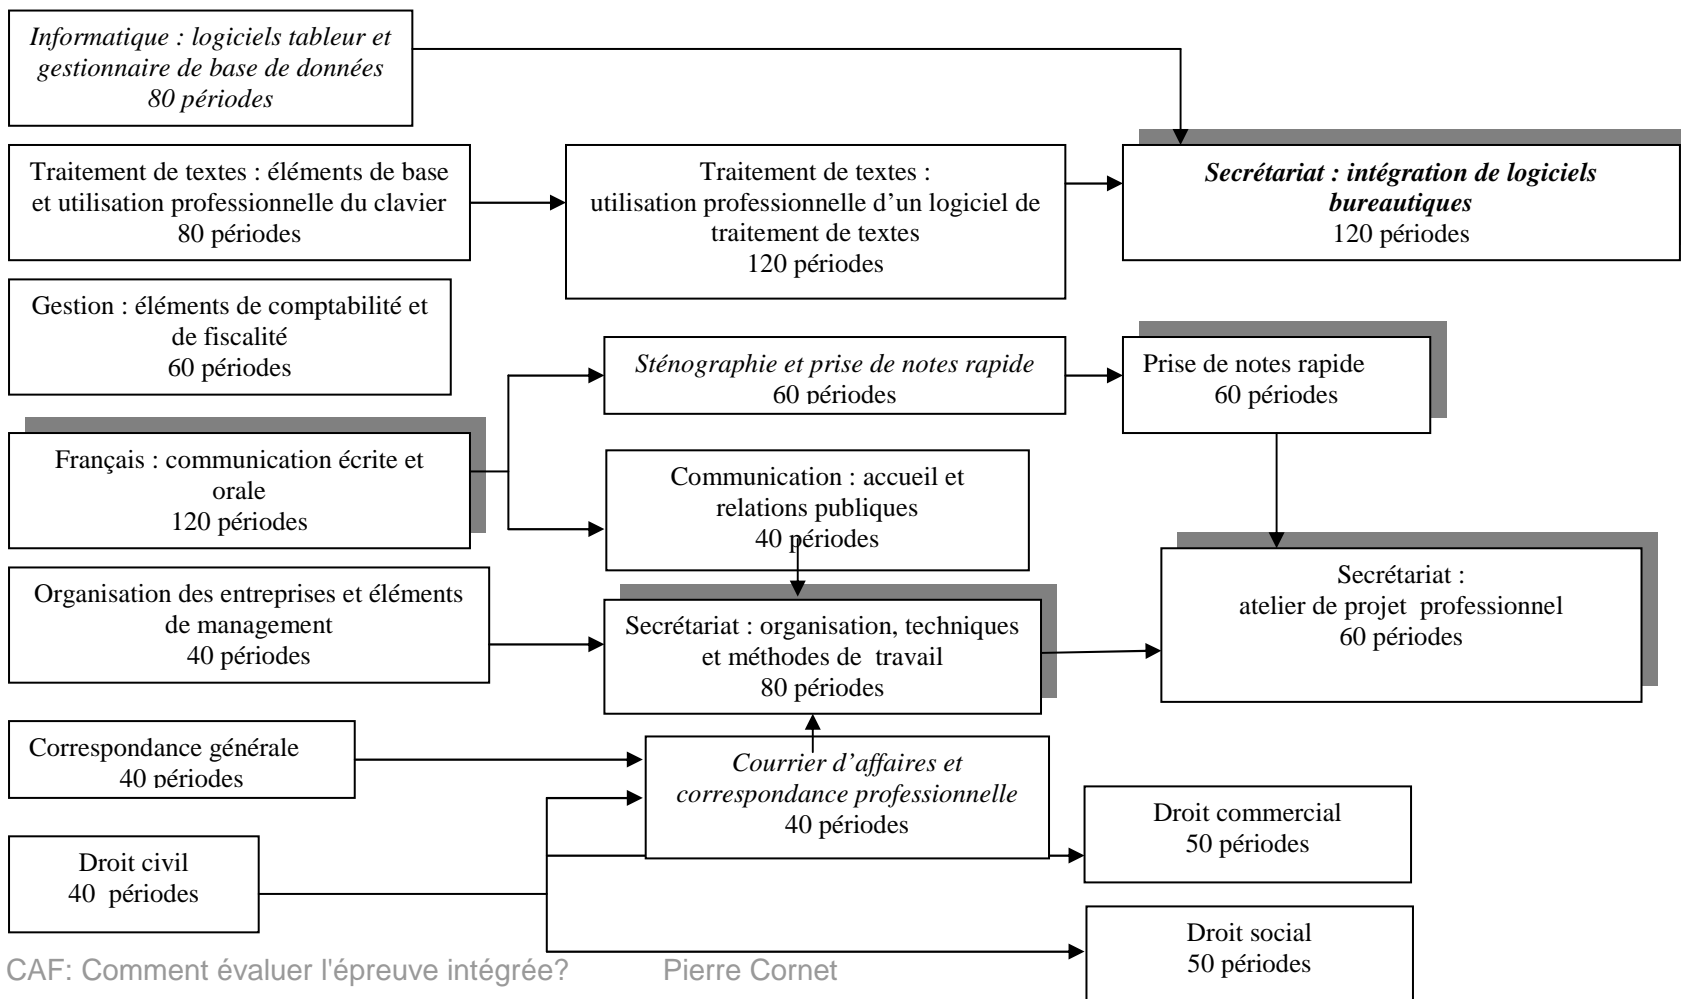 Informatique : logiciels tableur et
gestionnaire de base de données
80 périodes
Traitement de textes : éléments de base
et utilisation professionnelle du clavier
80 périodes
Traitement de textes :
utilisation professionnelle d’un logiciel de
traitement de textes
120 périodes
Secrétariat : intégration de logiciels
bureautiques
120 périodes
Gestion : éléments de comptabilité et
de fiscalité
60 périodes
Sténographie et prise de notes rapide
60 périodes
Prise de notes rapide
60 périodes
Français : communication écrite et
orale
120 périodes
Communication : accueil et
relations publiques
40 périodes
Organisation des entreprises et éléments
de management
40 périodes
Secrétariat : organisation, techniques
et méthodes de travail
80 périodes
Secrétariat :
atelier de projet professionnel
60 périodes
Correspondance générale
40 périodes
Courrier d’affaires et
correspondance professionnelle
40 périodes
Droit commercial
50 périodes
Droit civil
40 périodes
Droit social
50 périodes
CAF: Comment évaluer l'épreuve intégrée? Pierre Cornet